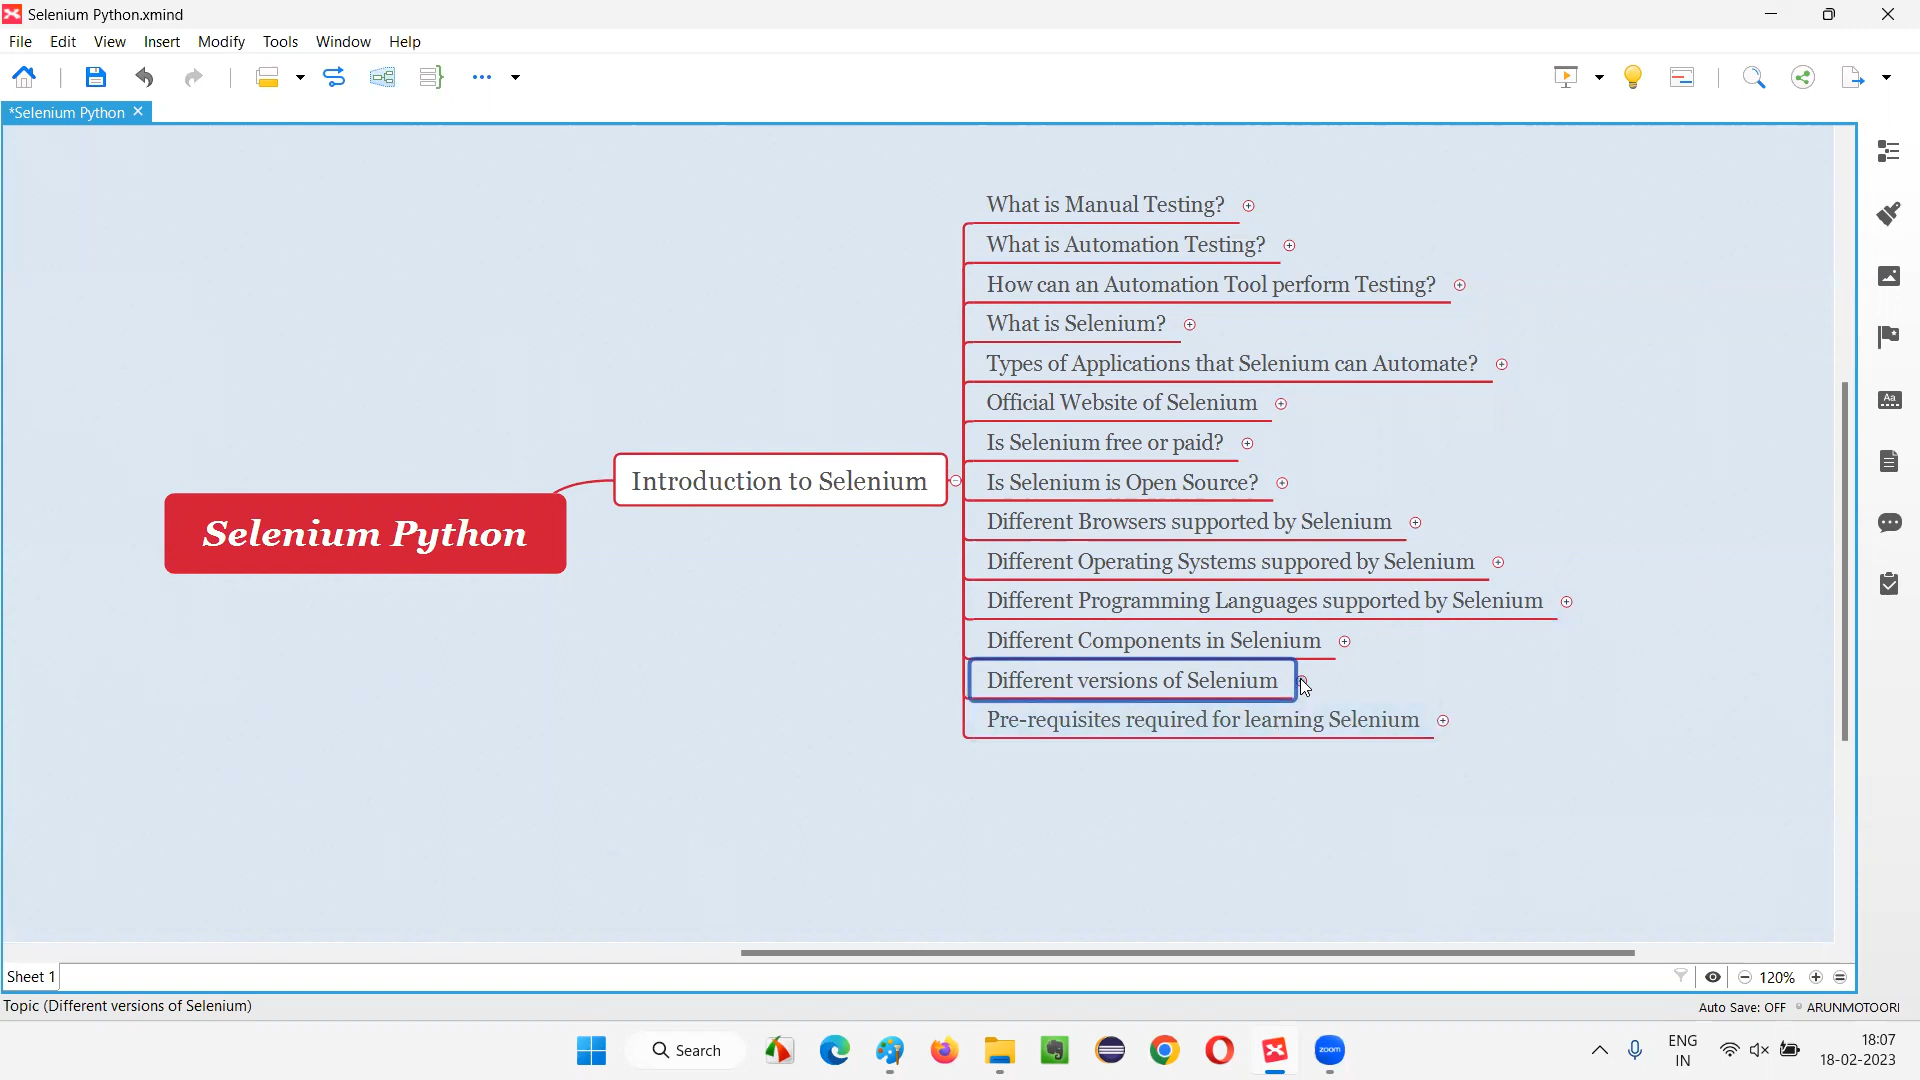 Selenium Python.xmind
File Edit View Insert Modify Tools Window Help
*Selenium Python
What is Manual Testing?
What is Automation Testing?
How can an Automation Tool perform Testing?
What is Selenium?
Types of Applications that Selenium can Automate?
Official Website of Selenium
Is Selenium free or paid?
Introduction to Selenium
Is Selenium is Open Source?
Different Browsers supported by Selenium
Selenium Python
Different Operating Systems suppored by Selenium
Different Programming Languages supported by Selenium
Different Components in Selenium
Different versions of Selenium
Pre-requisites required for learning Selenium
Aa
Sheet 1
120%
Topic (Different versions of Selenium)
Auto Save: OFF ARUNMOTOORI
Search
zoom
ENG
IN
18:07
18-02-2023